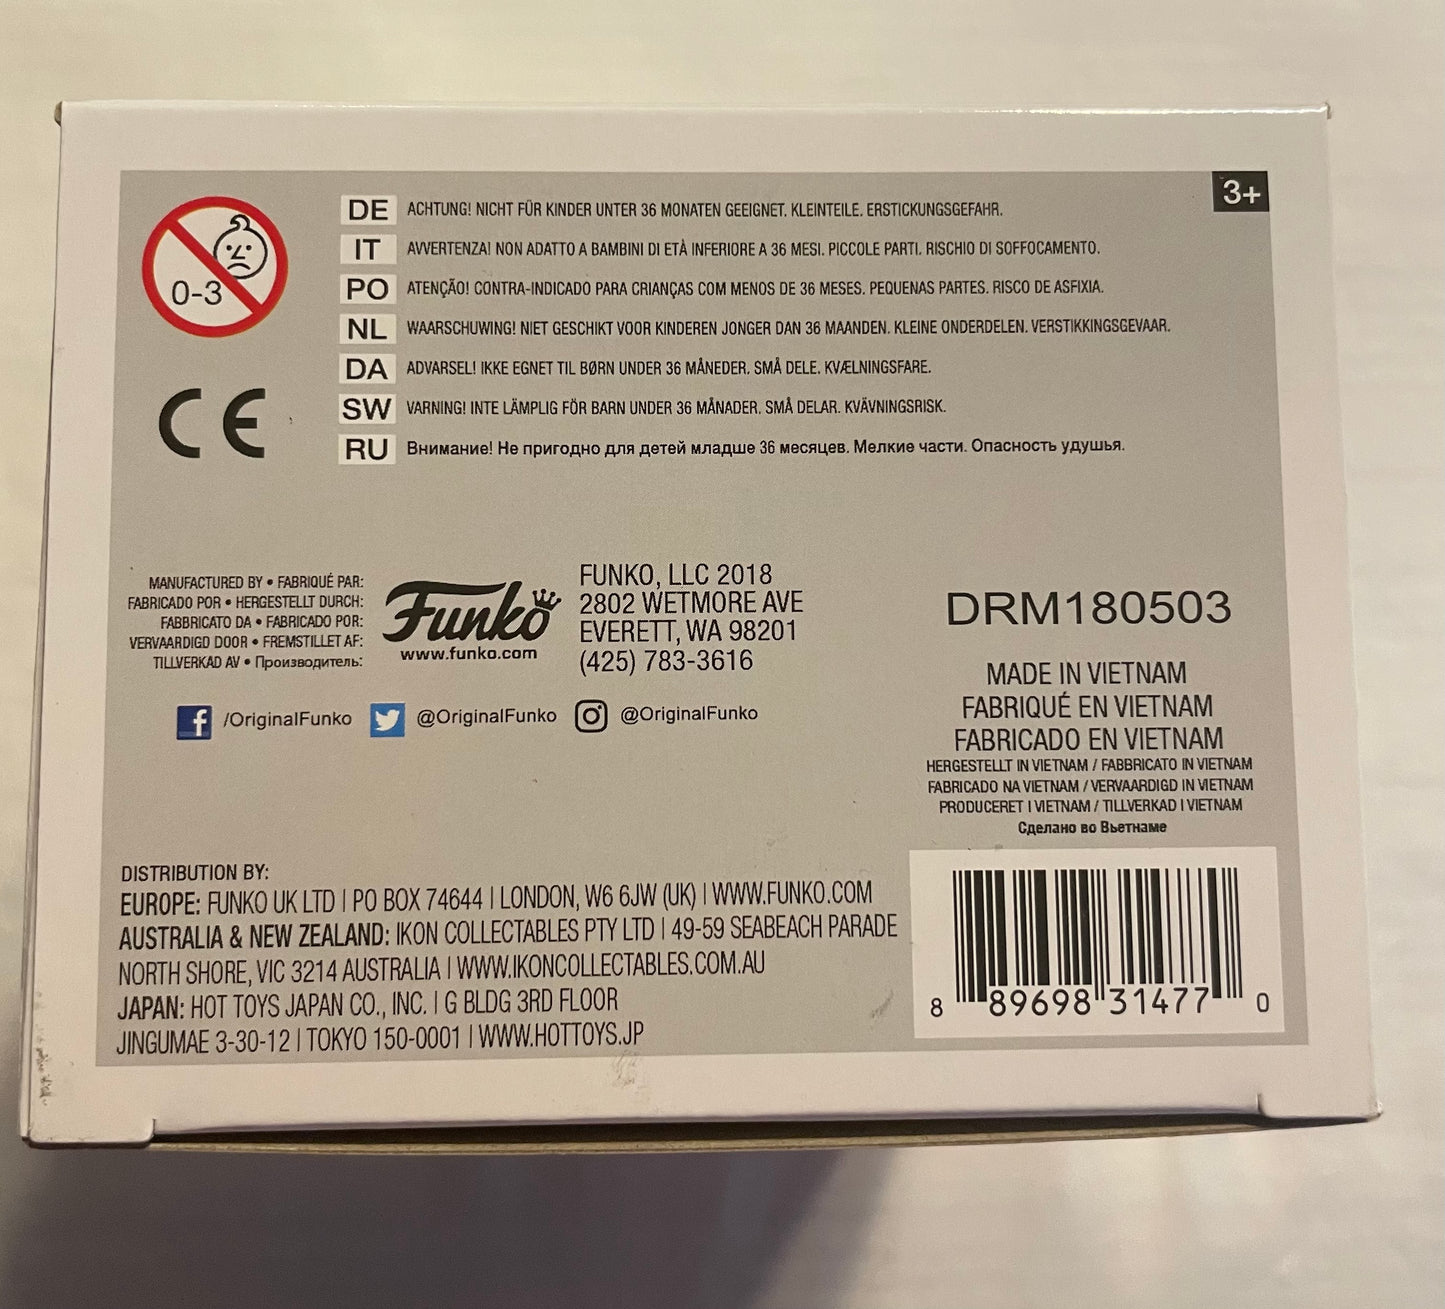 3+
0-3
DE ACHTUNG! NICHT FÜR KINDER UNTER 36 MONATEN GEEIGNET. KLEINTEILE. ERSTICKUNGSGEFAHR.
IT AVVERTENZA! NON ADATTO A BAMBINI DI ETÀ INFERIORE A 36 MESI. PICCOLE PARTI. RISCHIO DI SOFFOCAMENTO.
PO ATENÇÃO! CONTRA-INDICADO PARA CRIANÇAS COM MENOS DE 36 MESES. PEQUENAS PARTES. RISCO DE ASFIXIA.
NL WAARSCHUWING! NIET GESCHIKT VOOR KINDEREN JONGER DAN 36 MAANDEN. KLEINE ONDERDELEN. VERSTIKKINGSGEVAAR.
DA ADVARSEL! IKKE EGNET TIL BØRN UNDER 36 MÅNEDER. SMÅ DELE. KVÆLNINGSFARE.
SW VARNING! INTE LÄMPLIG FÖR BARN UNDER 36 MÅNADER. SMÅ DELAR. KVÄVNINGSRISK.
RU Внимание! Не пригодно для детей младше 36 месяцев. Мелкие части. Опасность удушья.
CE
MANUFACTURED BY • FABRIQUÉ PAR:
FABRICADO POR • HERGESTELLT DURCH:
FABBRICATO DA • FABRICADO POR:
VERVAARDIGD DOOR • FREMSTILLET AF:
TILLVERKAD AV • Производитель:
Funko
www.funko.com
FUNKO, LLC 2018
2802 WETMORE AVE
EVERETT, WA 98201
(425) 783-3616
/OriginalFunko @OriginalFunko @OriginalFunko
DRM180503
MADE IN VIETNAM
FABRIQUÉ EN VIETNAM
FABRICADO EN VIETNAM
HERGESTELLT IN VIETNAM / FABBRICATO IN VIETNAM
FABRICADO NA VIETNAM / VERVAARDIGD IN VIETNAM
PRODUCERET I VIETNAM / TILLVERKAD I VIETNAM
Сделано во Вьетнаме
DISTRIBUTION BY:
EUROPE: FUNKO UK LTD | PO BOX 74644 | LONDON, W6 6JW (UK) | WWW.FUNKO.COM
AUSTRALIA & NEW ZEALAND: IKON COLLECTABLES PTY LTD | 49-59 SEABEACH PARADE
NORTH SHORE, VIC 3214 AUSTRALIA | WWW.IKONCOLLECTABLES.COM.AU
JAPAN: HOT TOYS JAPAN CO., INC. | G BLDG 3RD FLOOR
JINGUMAE 3-30-12 | TOKYO 150-0001 | WWW.HOTTOYS.JP
8 89698 31477 0